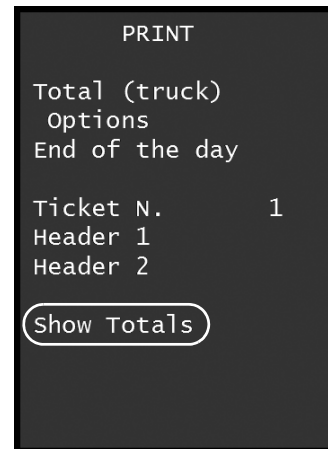 PRINT
Total (truck)
Options
End of the day
Ticket N. 1
Header 1
Header 2
Show Totals